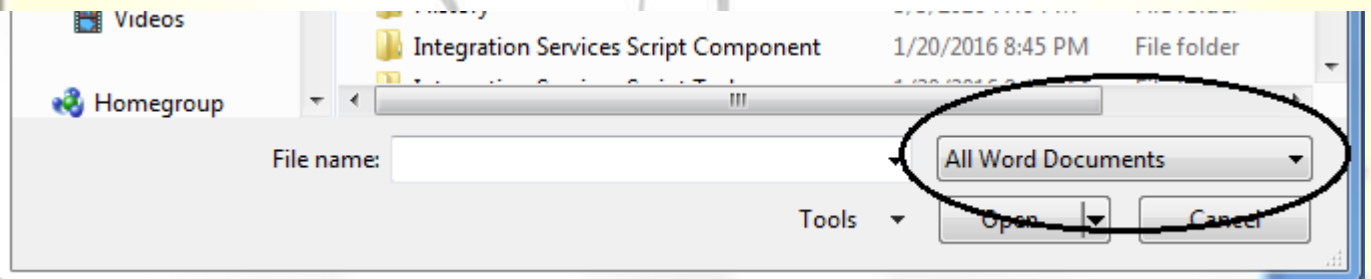 Videos
Integration Services Script Component 1/20/2016 8:45 PM File folder
Homegroup
File name: All Word Documents
Tools Open Cancel